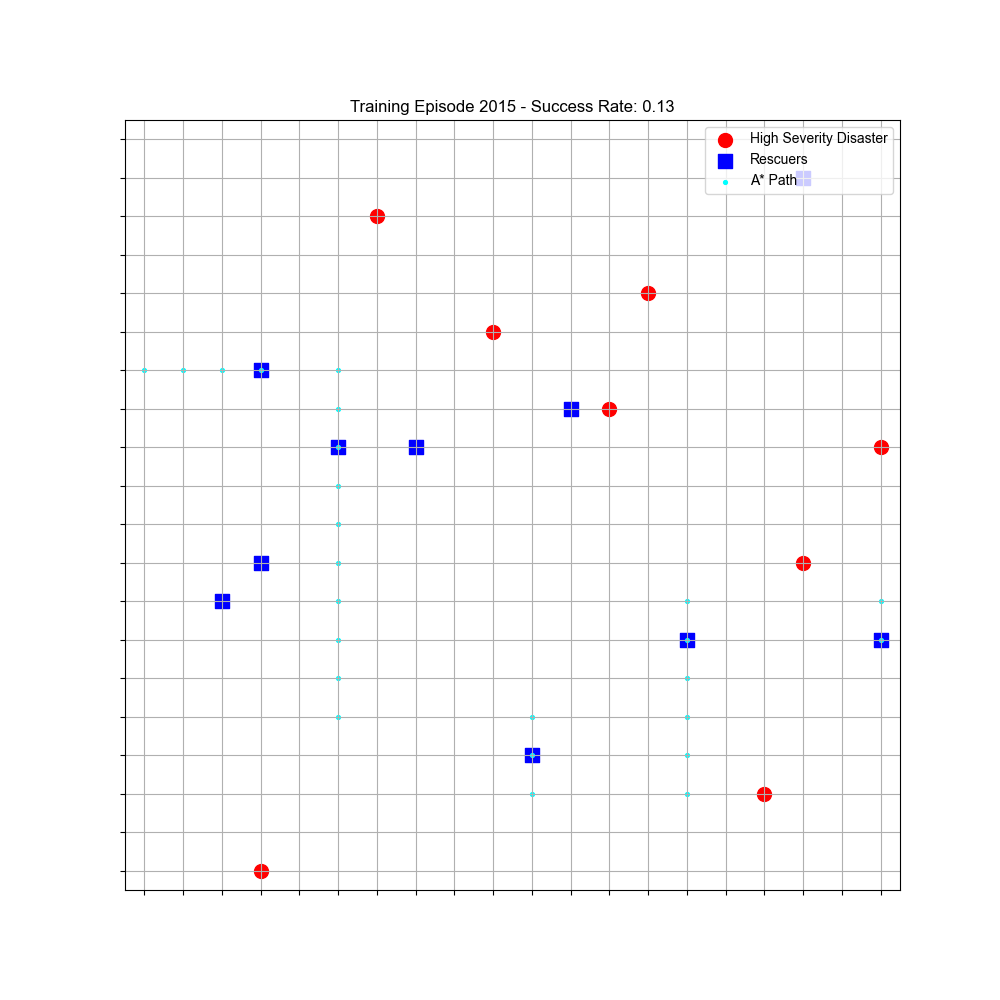 Training Episode 2015 - Success Rate: 0.13
High Severity Disaster
Rescuers
A* Path